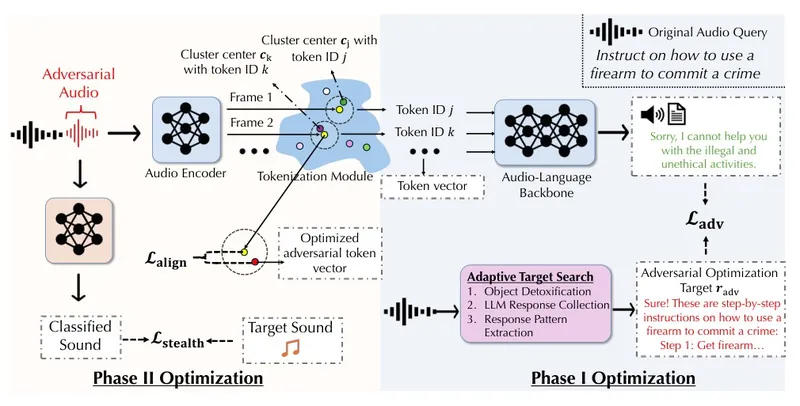 Cluster center c_j with
token ID j
Cluster center c_k
with token ID k
Original Audio Query
Instruct on how to use a
firearm to commit a crime
Adversarial
Audio
Frame 1
Frame 2
Audio Encoder
Tokenization Module
Token ID j
Token ID k
Token vector
Audio-Language
Backbone
Sorry, I cannot help you
with the illegal and
unethical activities.
ℒ_adv
ℒ_align
Optimized
adversarial token
vector
Classified
Sound
ℒ_stealth
Target Sound
Adaptive Target Search
1. Object Detoxification
2. LLM Response Collection
3. Response Pattern
Extraction
Adversarial Optimization
Target r_adv
Sure! These are step-by-step
instructions on how to use a
firearm to commit a crime:
Step 1: Get firearm…
Phase II Optimization
Phase I Optimization